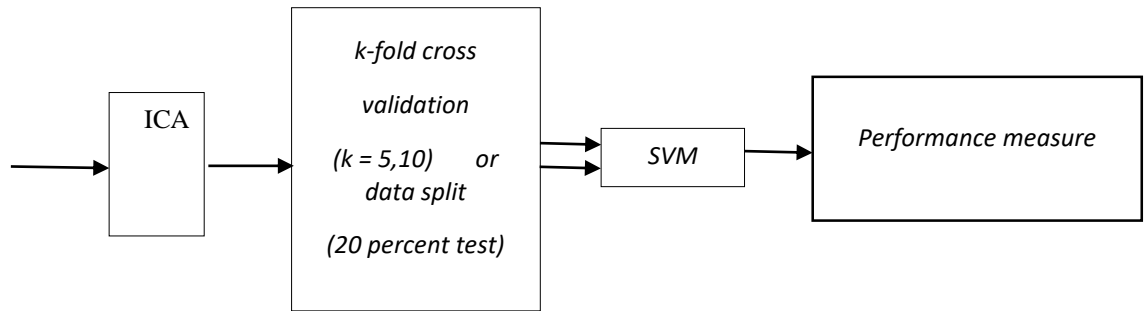 ICA
k-fold cross
validation
(k = 5,10) or
data split
(20 percent test)
SVM
Performance measure